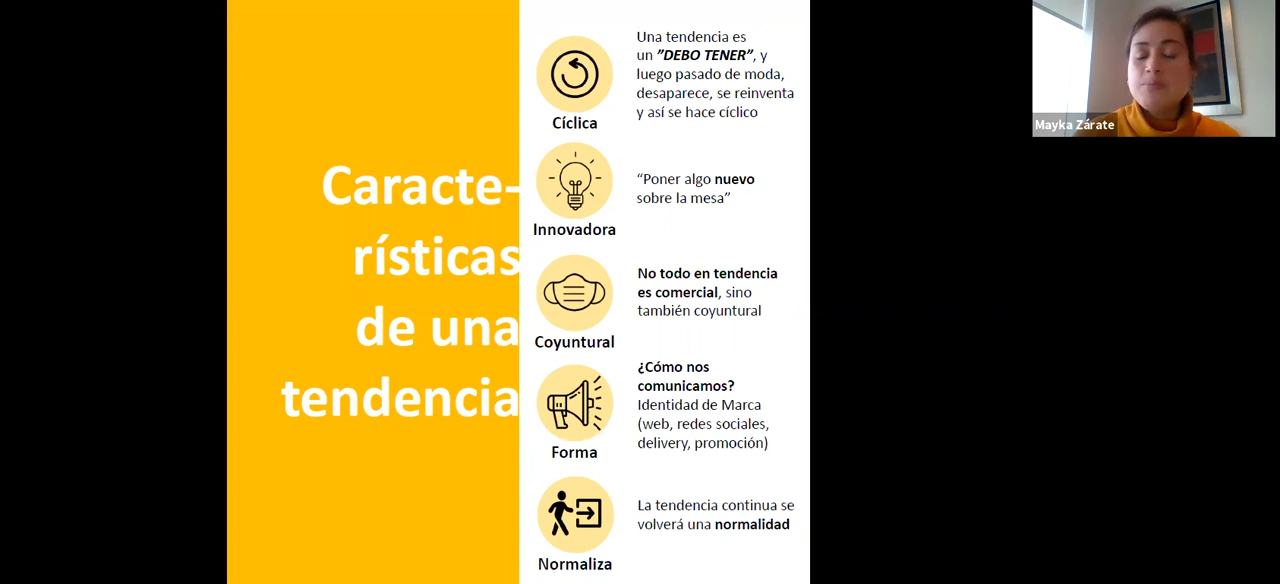 Caracte-
rísticas
de una
tendencia
Una tendencia es
un "DEBO TENER", y
luego pasado de moda,
desaparece, se reinventa
y así se hace cíclico
Cíclica
“Poner algo nuevo
sobre la mesa”
Innovadora
No todo en tendencia
es comercial, sino
también coyuntural
Coyuntural
¿Cómo nos
comunicamos?
Identidad de Marca
(web, redes sociales,
delivery, promoción)
Forma
La tendencia continua se
volverá una normalidad
Normaliza
Mayka Zárate